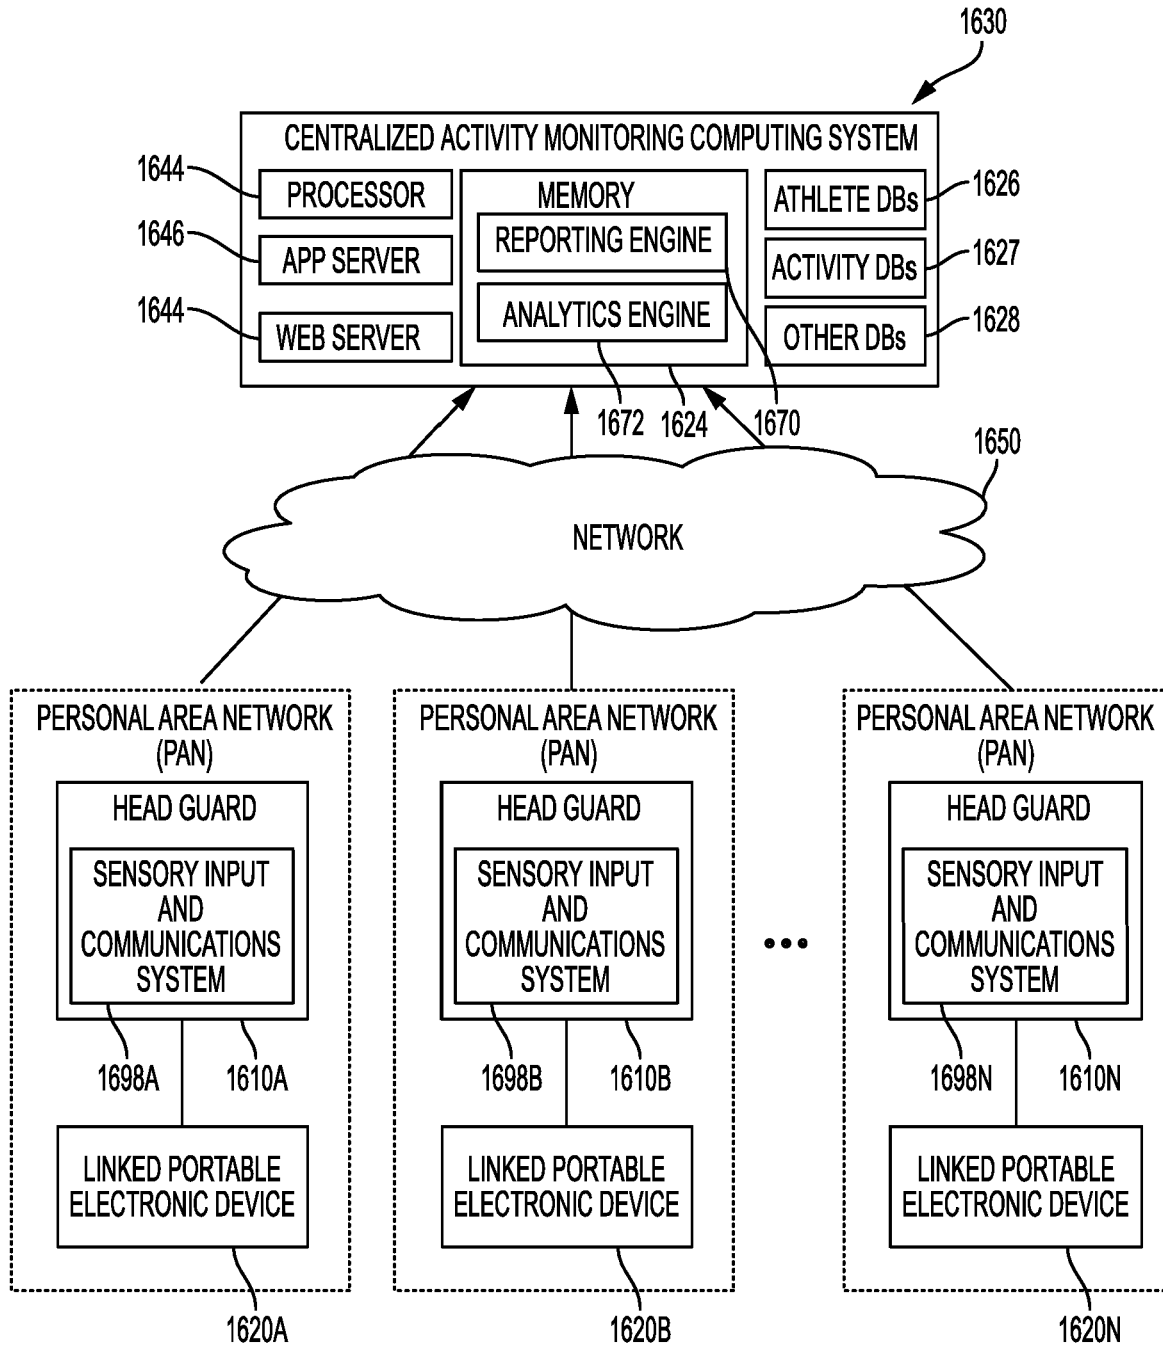 1630
CENTRALIZED ACTIVITY MONITORING COMPUTING SYSTEM
1644
PROCESSOR
1646
APP SERVER
1644
WEB SERVER
MEMORY
REPORTING ENGINE
ANALYTICS ENGINE
ATHLETE DBs
1626
ACTIVITY DBs
1627
OTHER DBs
1628
1672
1624
1670
1650
NETWORK
PERSONAL AREA NETWORK
(PAN)
HEAD GUARD
SENSORY INPUT
AND
COMMUNICATIONS
SYSTEM
1698A
1610A
LINKED PORTABLE
ELECTRONIC DEVICE
1620A
PERSONAL AREA NETWORK
(PAN)
HEAD GUARD
SENSORY INPUT
AND
COMMUNICATIONS
SYSTEM
1698B
1610B
LINKED PORTABLE
ELECTRONIC DEVICE
1620B
•••
PERSONAL AREA NETWORK
(PAN)
HEAD GUARD
SENSORY INPUT
AND
COMMUNICATIONS
SYSTEM
1698N
1610N
LINKED PORTABLE
ELECTRONIC DEVICE
1620N